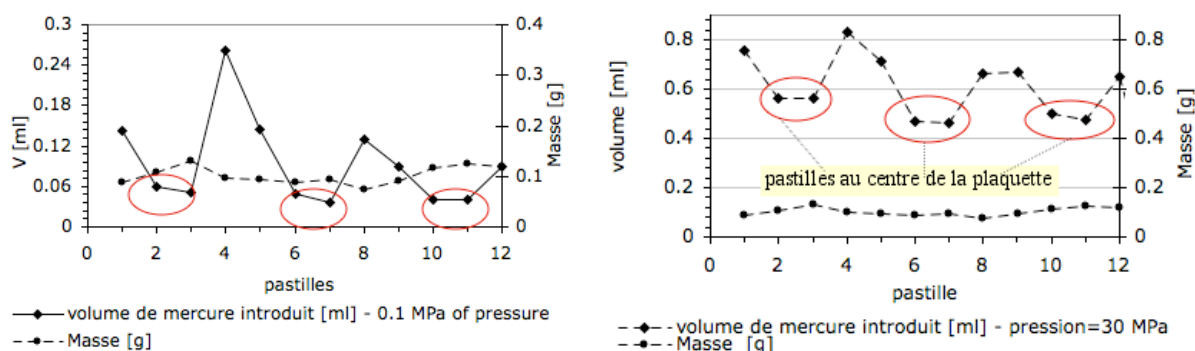 0.3
0.24
0.18
0.12
0.06
0
V [ml]
0.4
0.3
0.2
0.1
0
Masse [g]
0 2 4 6 8 10 12
pastilles
volume de mercure introduit [ml] - 0.1 MPa of pressure
Masse [g]
0.8
0.6
0.4
0.2
0
volume [ml]
0.8
0.6
0.4
0.2
0
Masse [g]
pastilles au centre de la plaquette
0 2 4 6 8 10 12
pastille
volume de mercure introduit [ml] - pression=30 MPa
Masse [g]